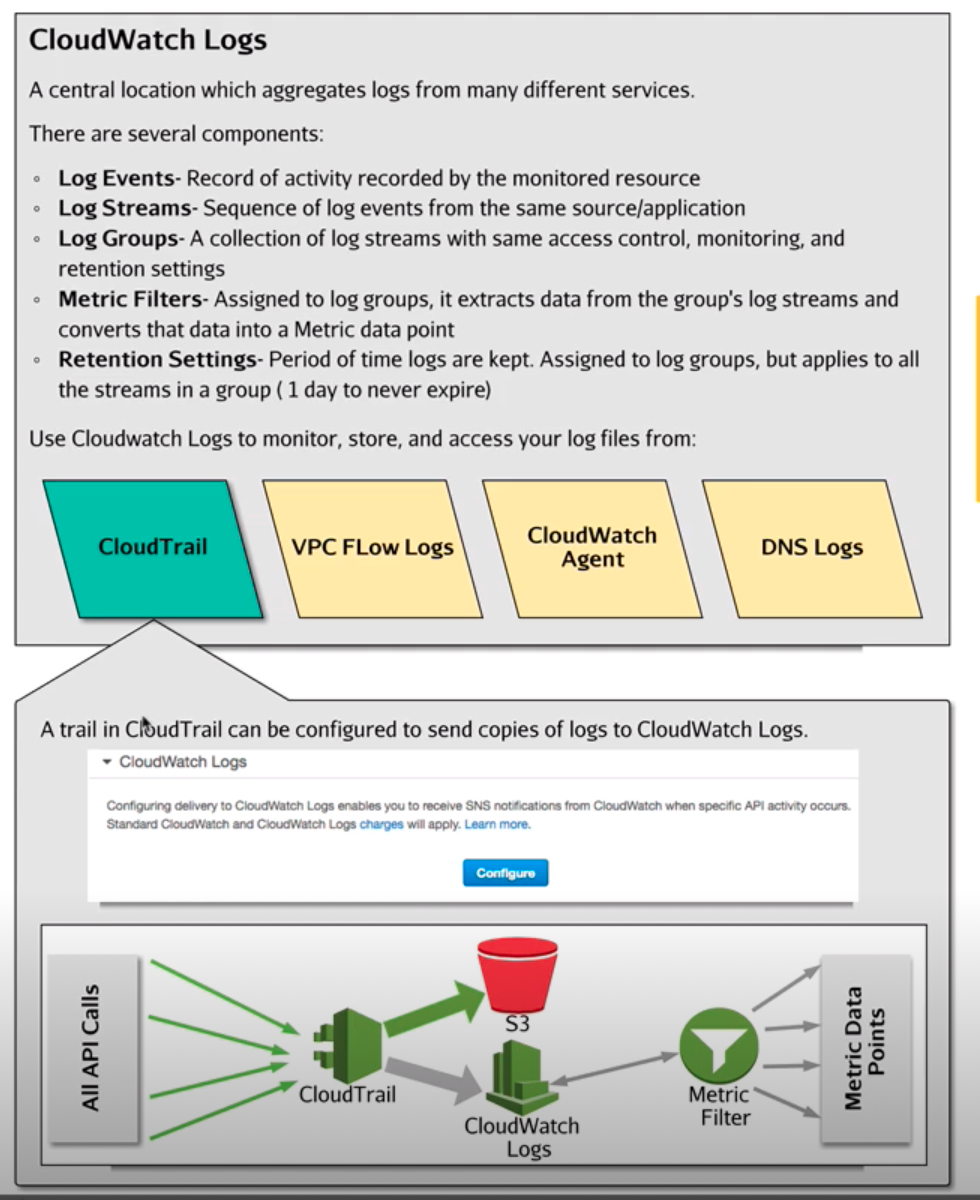 CloudWatch Logs
A central location which aggregates logs from many different services.
There are several components:
◦ Log Events- Record of activity recorded by the monitored resource
◦ Log Streams- Sequence of log events from the same source/application
◦ Log Groups- A collection of log streams with same access control, monitoring, and
retention settings
◦ Metric Filters- Assigned to log groups, it extracts data from the group's log streams and
converts that data into a Metric data point
◦ Retention Settings- Period of time logs are kept. Assigned to log groups, but applies to all
the streams in a group ( 1 day to never expire)
Use Cloudwatch Logs to monitor, store, and access your log files from:
CloudTrail
VPC FLow Logs
CloudWatch
Agent
DNS Logs
A trail in CloudTrail can be configured to send copies of logs to CloudWatch Logs.
CloudWatch Logs
Configuring delivery to CloudWatch Logs enables you to receive SNS notifications from CloudWatch when specific API activity occurs.
Standard CloudWatch and CloudWatch Logs charges will apply. Learn more.
Configure
All API Calls
CloudTrail
S3
CloudWatch
Logs
Metric
Filter
Metric Data
Points